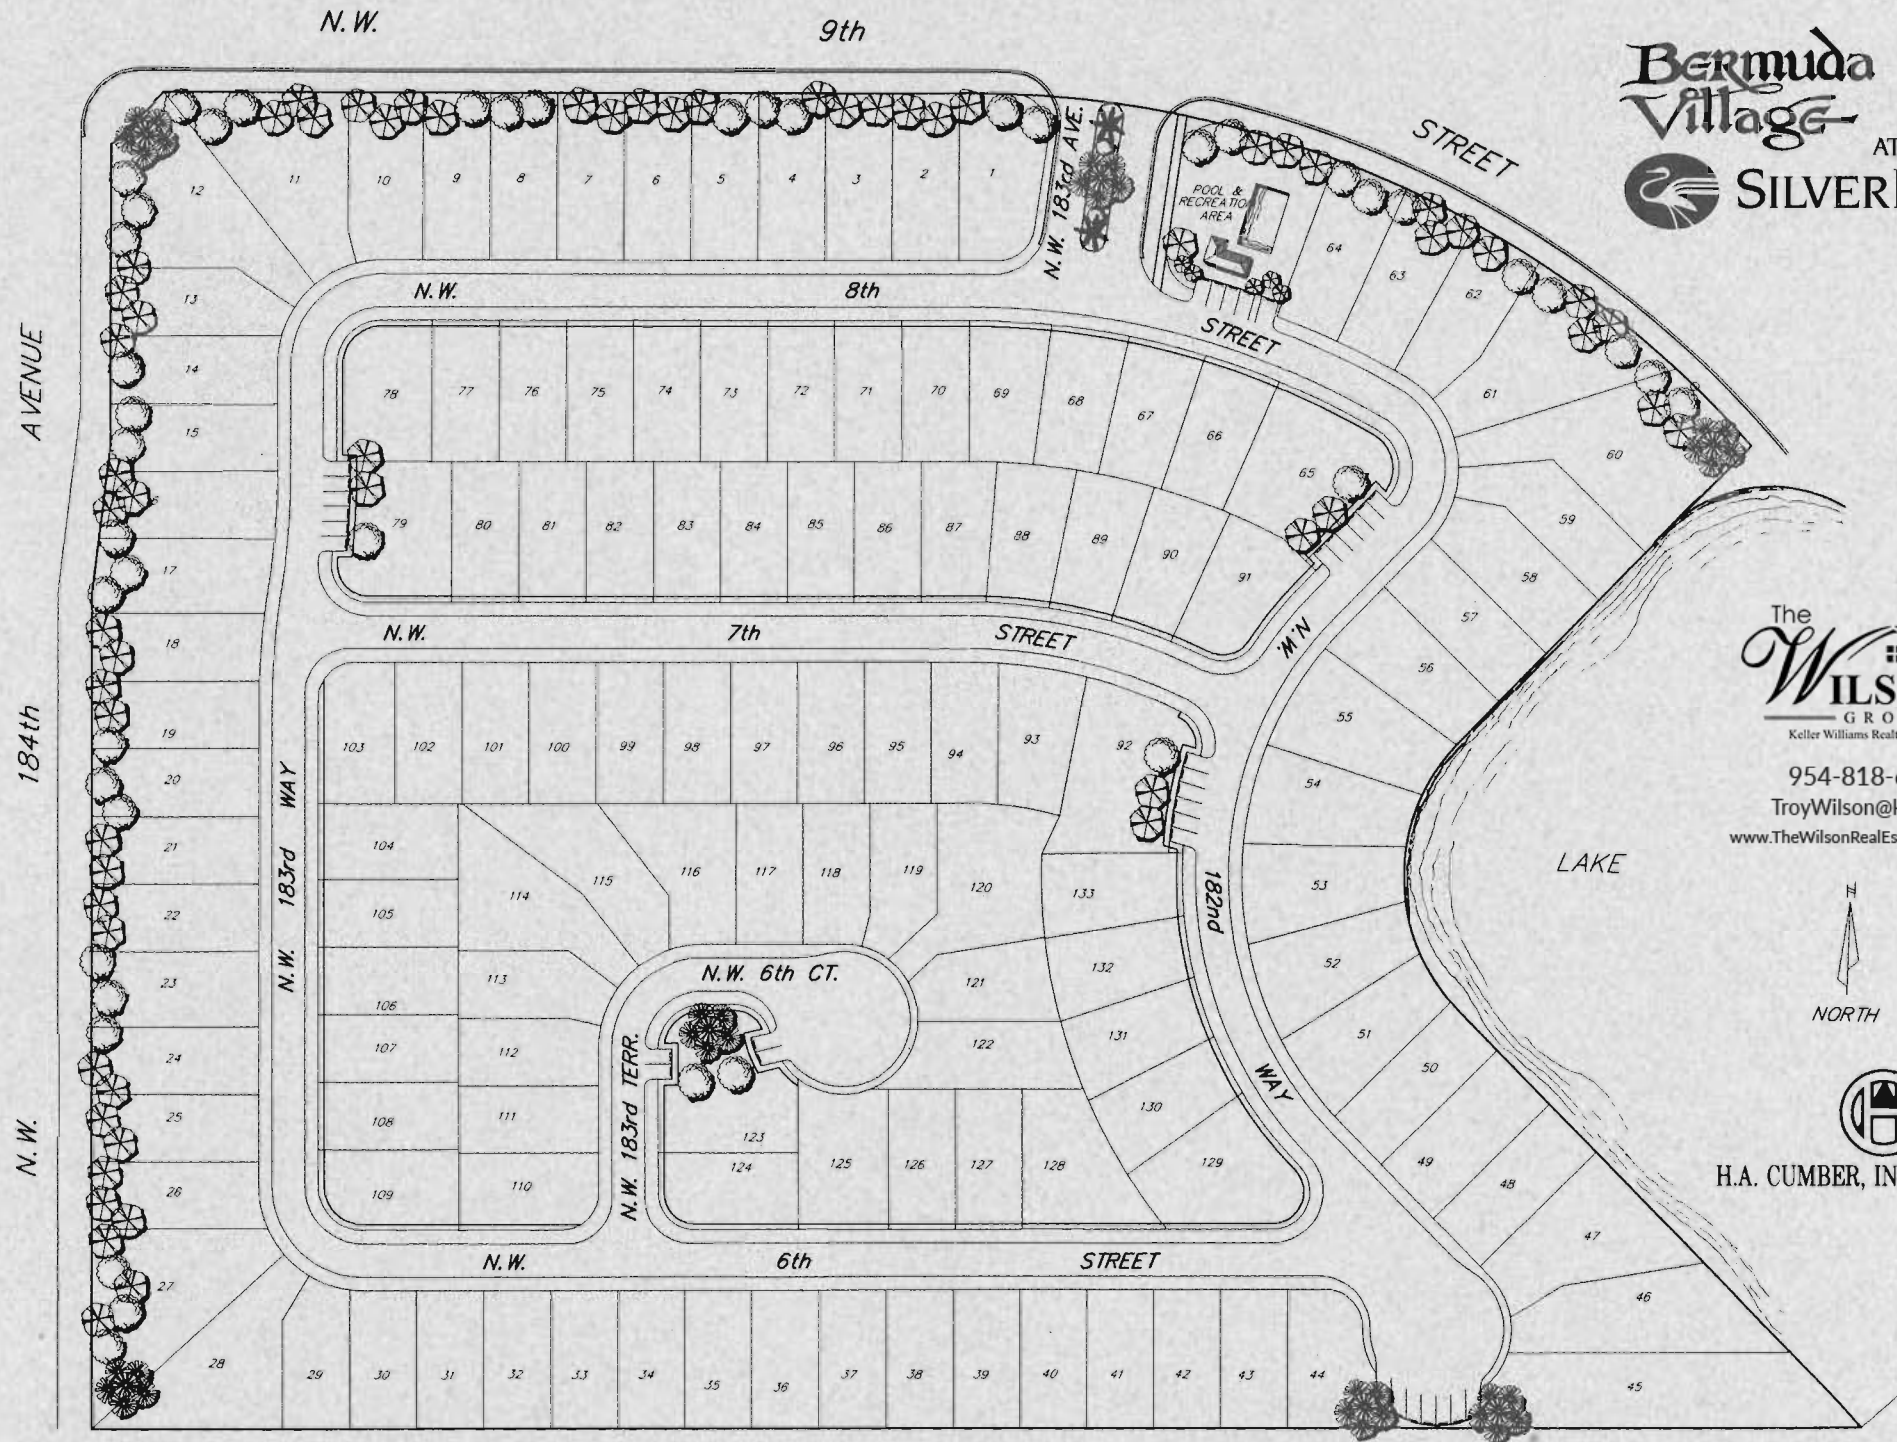 N.W. 9th STREET
Bermuda
Village
AT
SILVER
POOL &
RECREATIO
AREA
N.W. 183rd AVE.
12 11 10 9 8 7 6 5 4 3 2 1
64 63 62 61 60
N.W. 8th STREET
13
14
15
6
17
18
19
20
21
22
23
24
25
26
27
28
78 77 76 75 74 73 72 71 70 69 68 67 66 65
79 80 81 82 83 84 85 86 87 88 89 90 91
N.W. 7th STREET
103 102 101 100 99 98 97 96 95 94 93 92
104
105
106
107
108
109
114 115 116 117 118 119 120
113
112
111
110
N.W. 6th CT.
N.W. 183rd TERR.
121
122
123
124 125 126 127 128 129
133
132
131
130
59
58
57
56
55
54
53
52
51
50
49
48
47
46
45
N.W. 6th STREET
29 30 31 32 33 34 35 36 37 38 39 40 41 42 43 44
N.W. 184th AVENUE
N.W. 183rd WAY
N.W. 182nd WAY
LAKE
The
WILS
GRO
Keller Williams Realt
954-818-
TroyWilson@k
www.TheWilsonRealEs
N
NORTH
H.A. CUMBER, IN